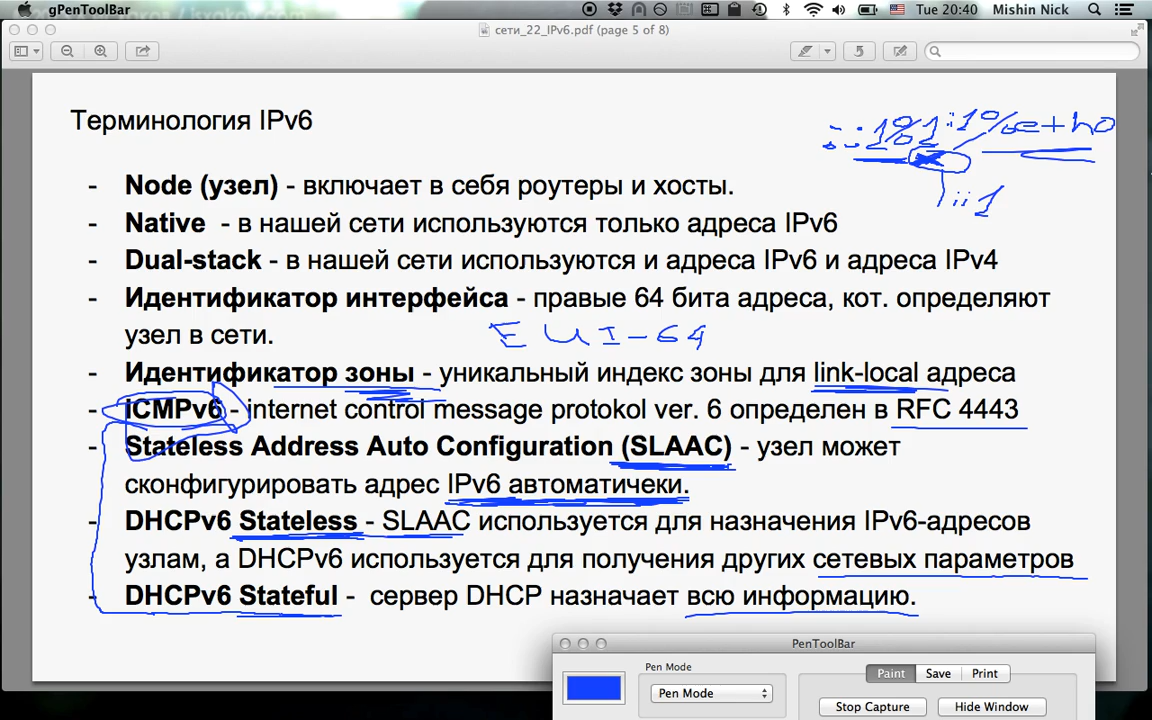 gPenToolBar
Tue 20:40 Mishin Nick
сети_22_IPv6.pdf (page 5 of 8)
Терминология IPv6
::1%1 ::1%eth0
::1
- Node (узел) - включает в себя роутеры и хосты.
- Native - в нашей сети используются только адреса IPv6
- Dual-stack - в нашей сети используются и адреса IPv6 и адреса IPv4
- Идентификатор интерфейса - правые 64 бита адреса, кот. определяют
узел в сети.
EUI-64
- Идентификатор зоны - уникальный индекс зоны для link-local адреса
- ICMPv6 - internet control message protokol ver. 6 определен в RFC 4443
- Stateless Address Auto Configuration (SLAAC) - узел может
сконфигурировать адрес IPv6 автоматичеки.
- DHCPv6 Stateless - SLAAC используется для назначения IPv6-адресов
узлам, а DHCPv6 используется для получения других сетевых параметров
- DHCPv6 Stateful - сервер DHCP назначает всю информацию.
PenToolBar
Pen Mode
Paint Save Print
Pen Mode
Stop Capture Hide Window